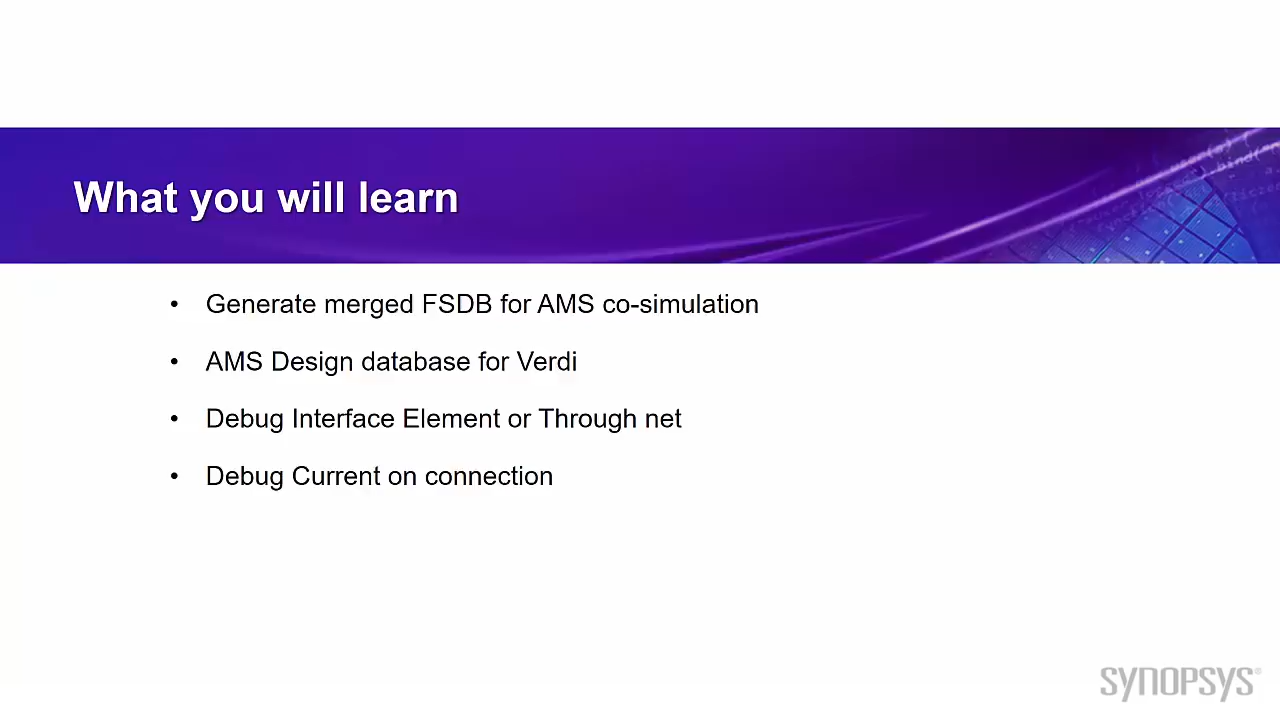 What you will learn
• Generate merged FSDB for AMS co-simulation
• AMS Design database for Verdi
• Debug Interface Element or Through net
• Debug Current on connection
SYNOPSYS®